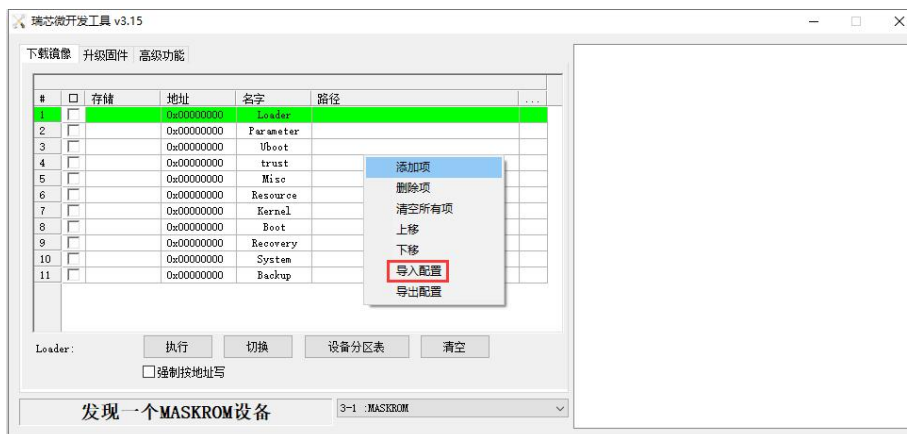 瑞芯微开发工具 v3.15
下载镜像 升级固件 高级功能
# 存储 地址 名字 路径 ...
1 0x00000000 Loader
2 0x00000000 Parameter
3 0x00000000 Uboot
4 0x00000000 trust
5 0x00000000 Misc
6 0x00000000 Resource
7 0x00000000 Kernel
8 0x00000000 Boot
9 0x00000000 Recovery
10 0x00000000 System
11 0x00000000 Backup
添加项
删除项
清空所有项
上移
下移
导入配置
导出配置
Loader: 执行 切换 设备分区表 清空
强制按地址写
发现一个MASKROM设备 3-1 :MASKROM